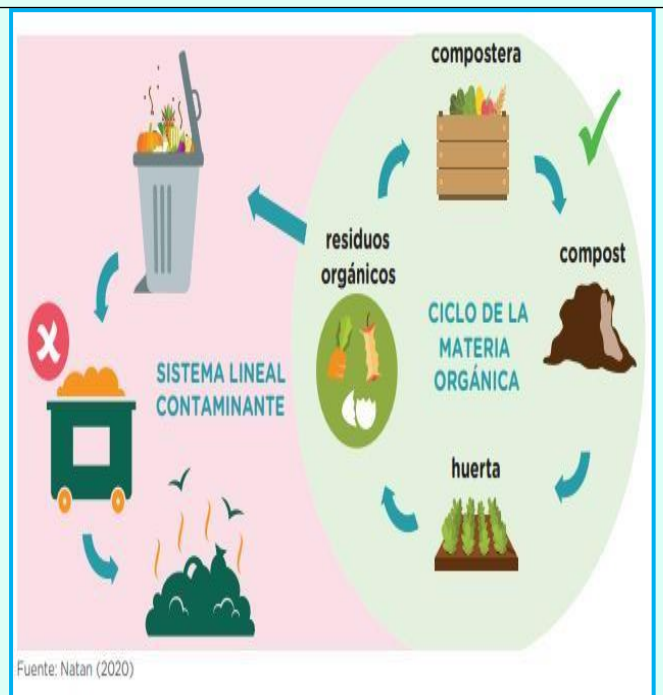 compostera
residuos
orgánicos
compost
CICLO DE LA
MATERIA
ORGÁNICA
SISTEMA LINEAL
CONTAMINANTE
huerta
Fuente: Natan (2020)